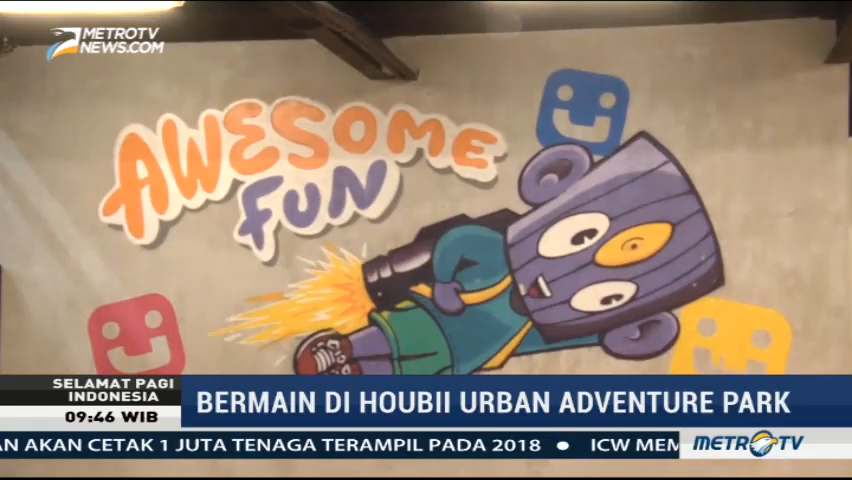 METROTV
NEWS.COM
AWESOME
FUN
SELAMAT PAGI
INDONESIA
09:46 WIB
BERMAIN DI HOUBII URBAN ADVENTURE PARK
AN AKAN CETAK 1 JUTA TENAGA TERAMPIL PADA 2018 • ICW MEM
METROTV